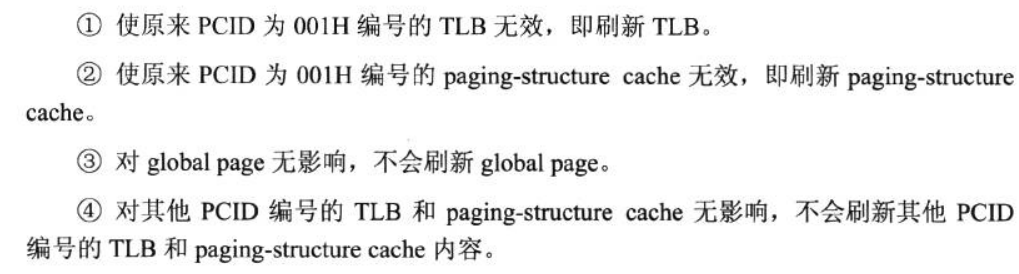 ① 使原来 PCID 为 001H 编号的 TLB 无效，即刷新 TLB。
② 使原来 PCID 为 001H 编号的 paging-structure cache 无效，即刷新 paging-structure
cache。
③ 对 global page 无影响，不会刷新 global page。
④ 对其他 PCID 编号的 TLB 和 paging-structure cache 无影响，不会刷新其他 PCID
编号的 TLB 和 paging-structure cache 内容。